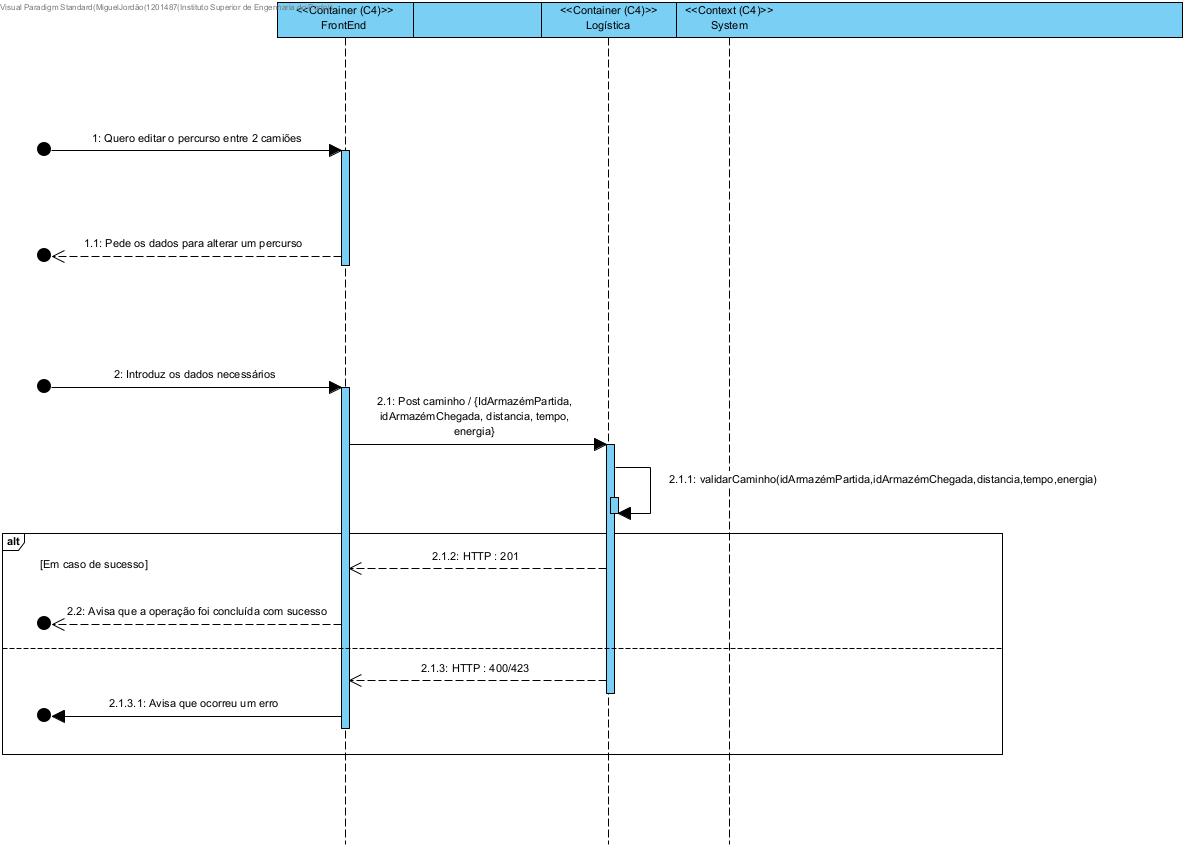 Visual Paradigm Standard(MiguelJordão(1201487(Instituto Superior de Engenharia
<<Container (C4)>>
FrontEnd
<<Container (C4)>>
Logística
<<Context (C4)>>
System
1: Quero editar o percurso entre 2 camiões
1.1: Pede os dados para alterar um percurso
2: Introduz os dados necessários
2.1: Post caminho / {IdArmazémPartida,
idArmazémChegada, distancia, tempo,
energia}
2.1.1: validarCaminho(idArmazémPartida,idArmazémChegada,distancia,tempo,energia)
alt
[Em caso de sucesso]
2.1.2: HTTP : 201
2.2: Avisa que a operação foi concluída com sucesso
2.1.3: HTTP : 400/423
2.1.3.1: Avisa que ocorreu um erro